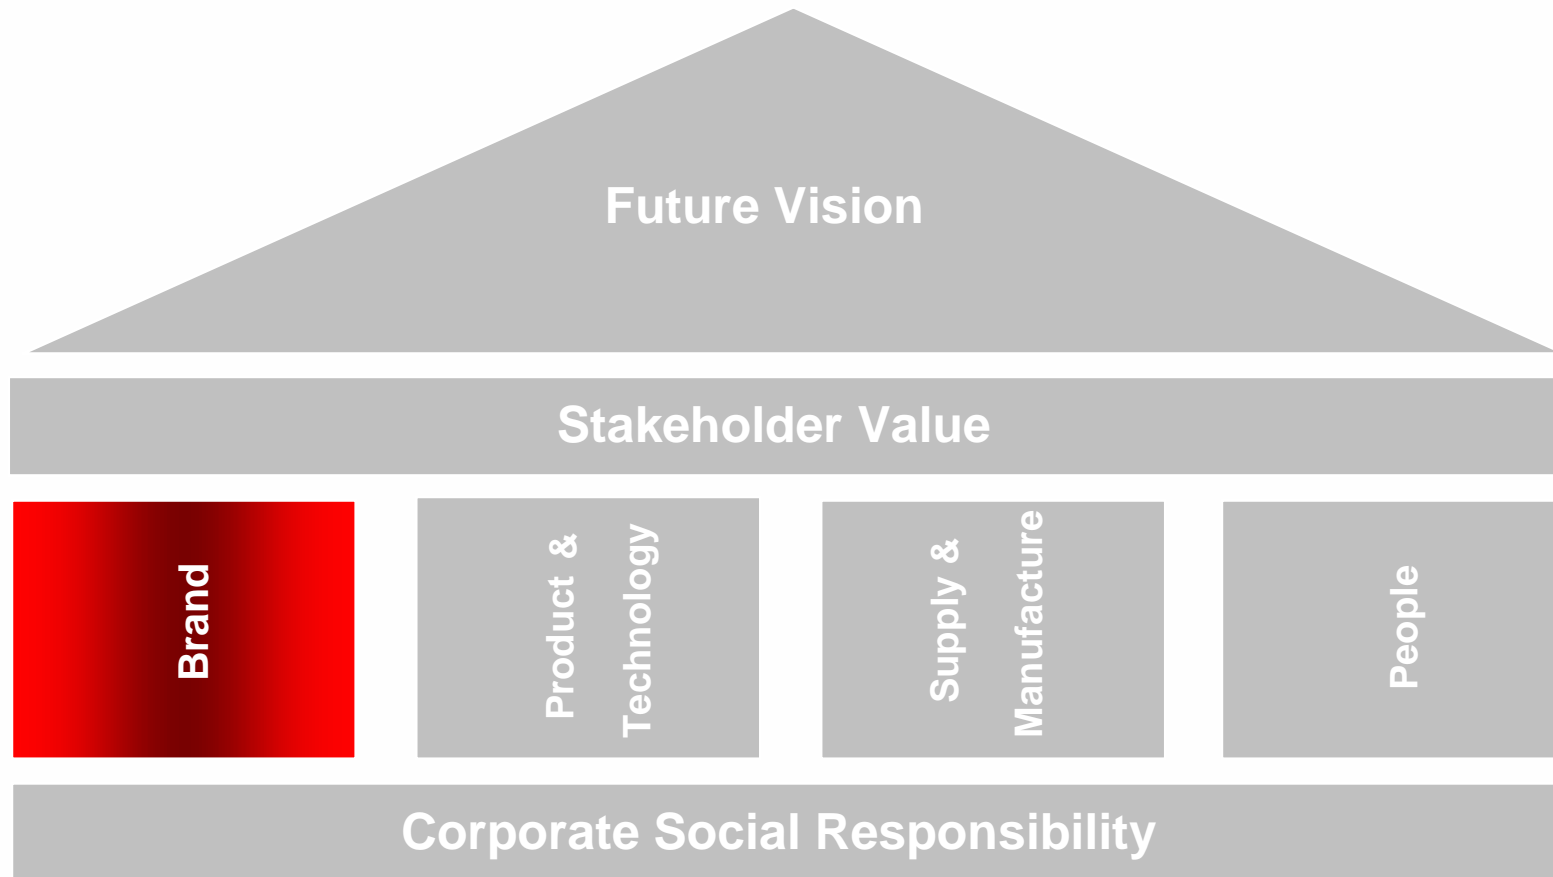 Future Vision
Stakeholder Value
Brand
Product &
Technology
Supply &
Manufacture
People
Corporate Social Responsibility